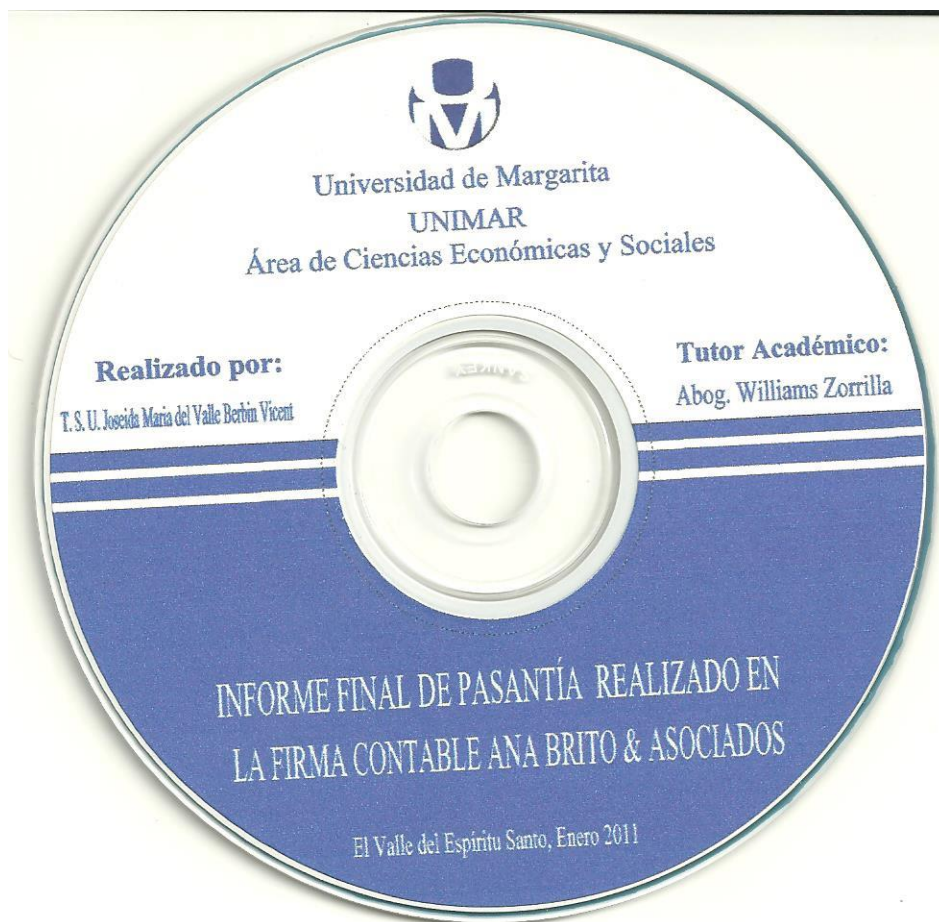 Universidad de Margarita
UNIMAR
Área de Ciencias Económicas y Sociales
Realizado por:
T. S. U. Joseida Maria del Valle Berbin Vicent
Tutor Académico:
Abog. Williams Zorrilla
INFORME FINAL DE PASANTÍA REALIZADO EN
LA FIRMA CONTABLE ANA BRITO & ASOCIADOS
El Valle del Espíritu Santo, Enero 2011